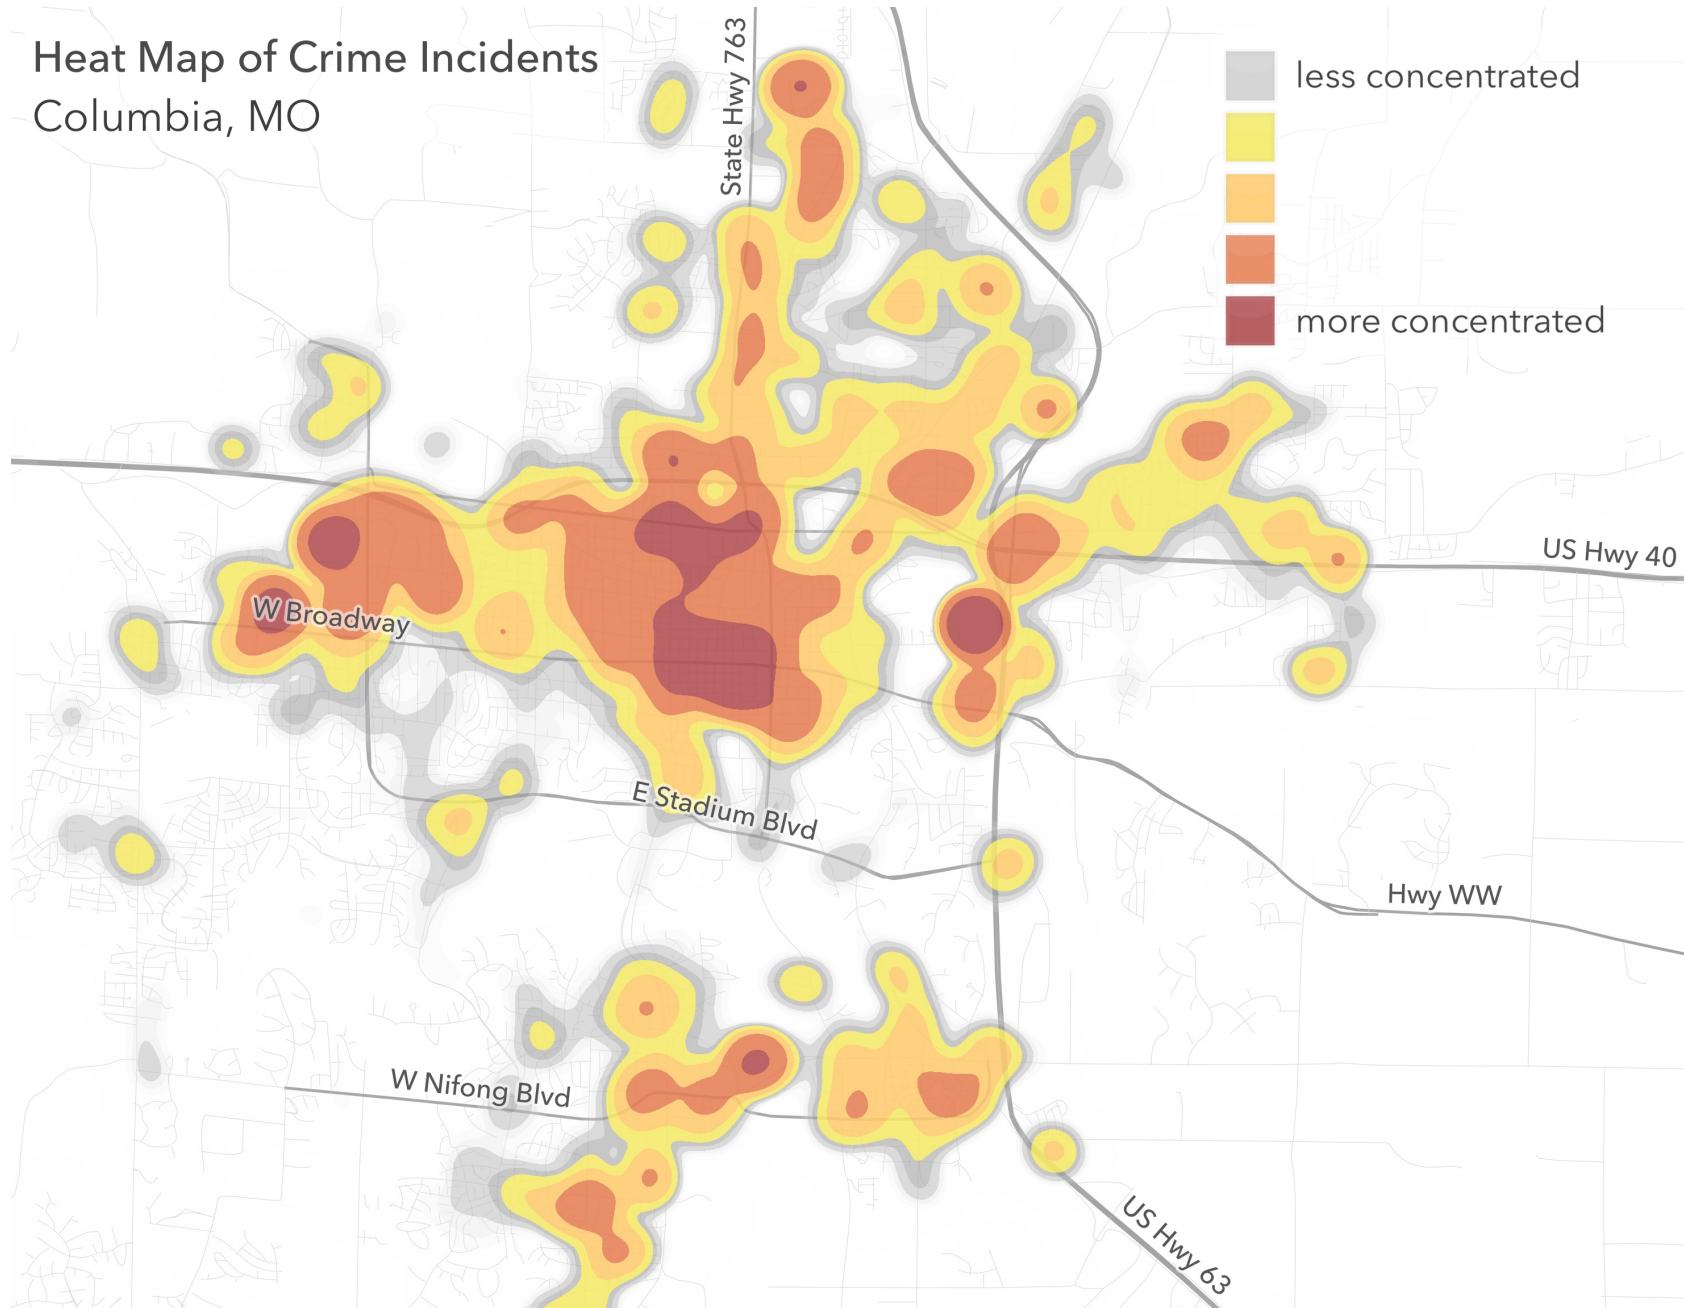 Heat Map of Crime Incidents
Columbia, MO
State Hwy 763
less concentrated
more concentrated
US Hwy 40
W Broadway
E Stadium Blvd
Hwy WW
W Nifong Blvd
US Hwy 63